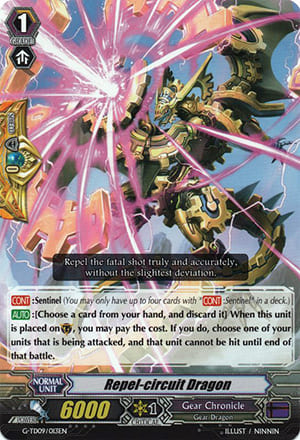 1
GRADE
0
Repel the fatal shot truly and accurately,
without the slightest deviation.
CONT :Sentinel (You may only have up to four cards with " CONT :Sentinel" in a deck.)
AUTO :[Choose a card from your hand, and discard it] When this unit
is placed on GC, you may pay the cost. If you do, choose one of your
units that is being attacked, and that unit cannot be hit until end of
that battle.
NORMAL
UNIT
Repel-circuit Dragon
POWER
6000
1
CRITICAL
Gear Chronicle
Gear Dragon
G-TD09/013EN
ILLUST / NINNIN